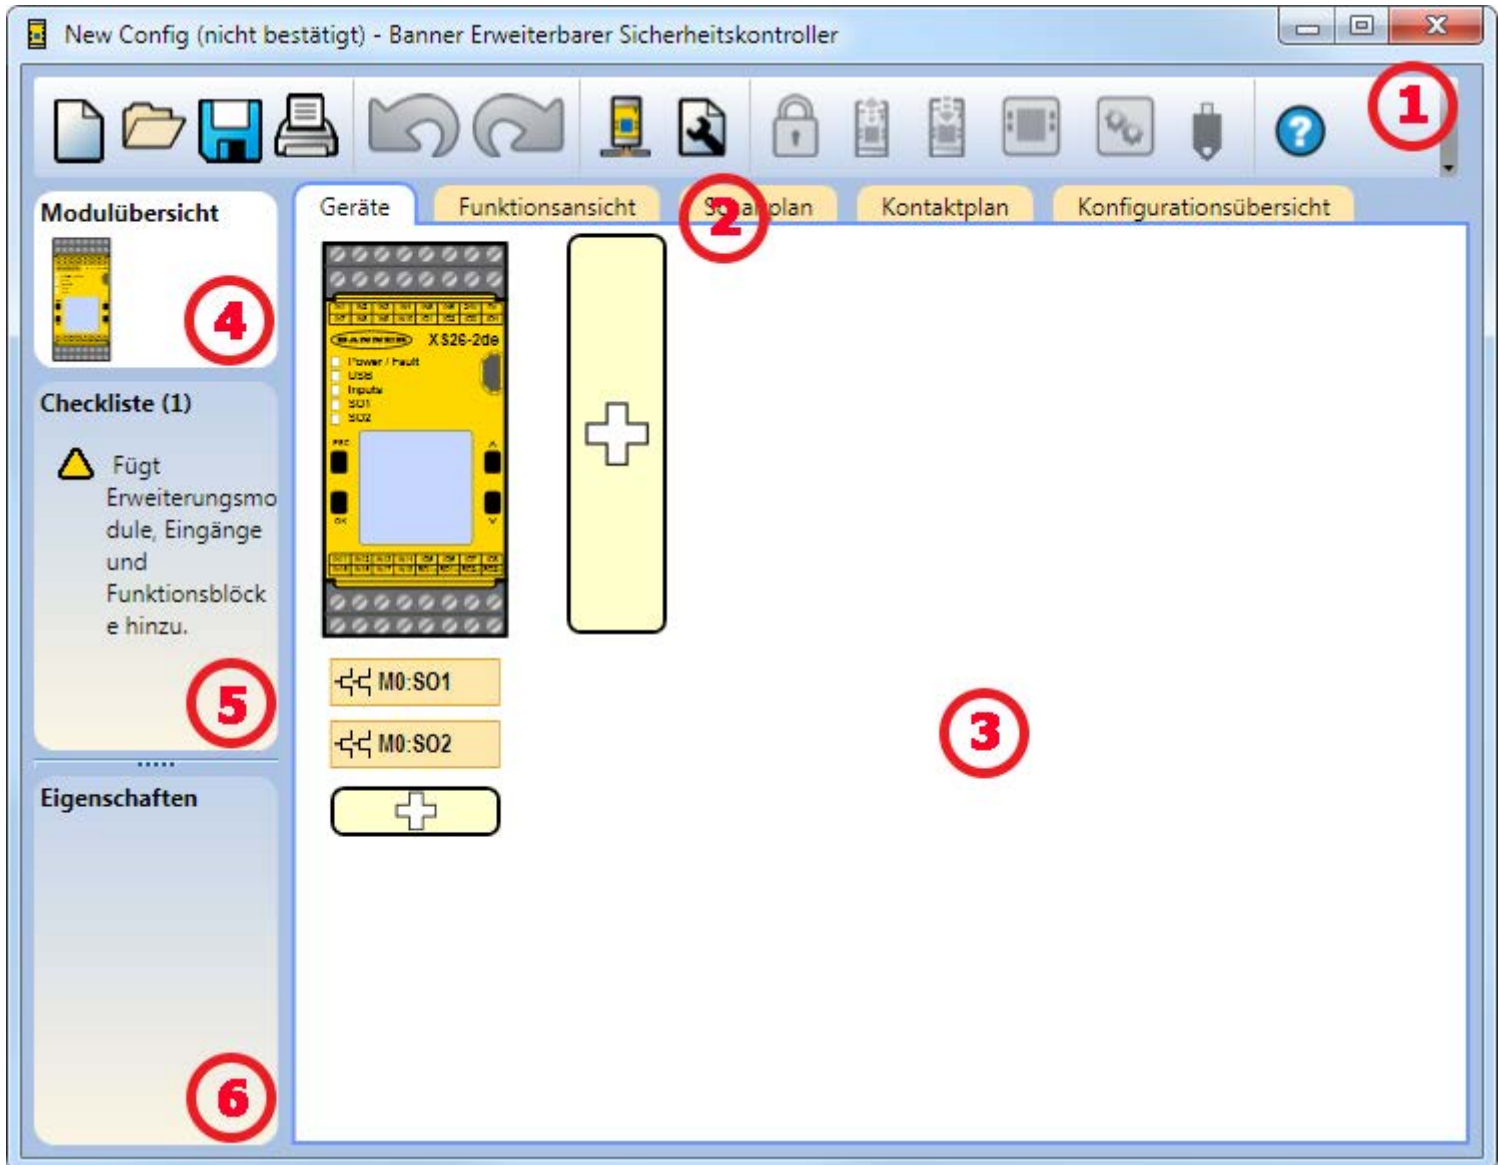 New Config (nicht bestätigt) - Banner Erweiterbarer Sicherheitskontroller
1
Modulübersicht
Geräte
Funktionsansicht
2
Kontaktplan
Konfigurationsübersicht
4
BANNER
XS26-2de
Power / Fault
USB
Inputs
SO1
SO2
OK
Checkliste (1)
Fügt
Erweiterungsmo
dule, Eingänge
und
Funktionsblöck
e hinzu.
5
M0:SO1
M0:SO2
3
Eigenschaften
6